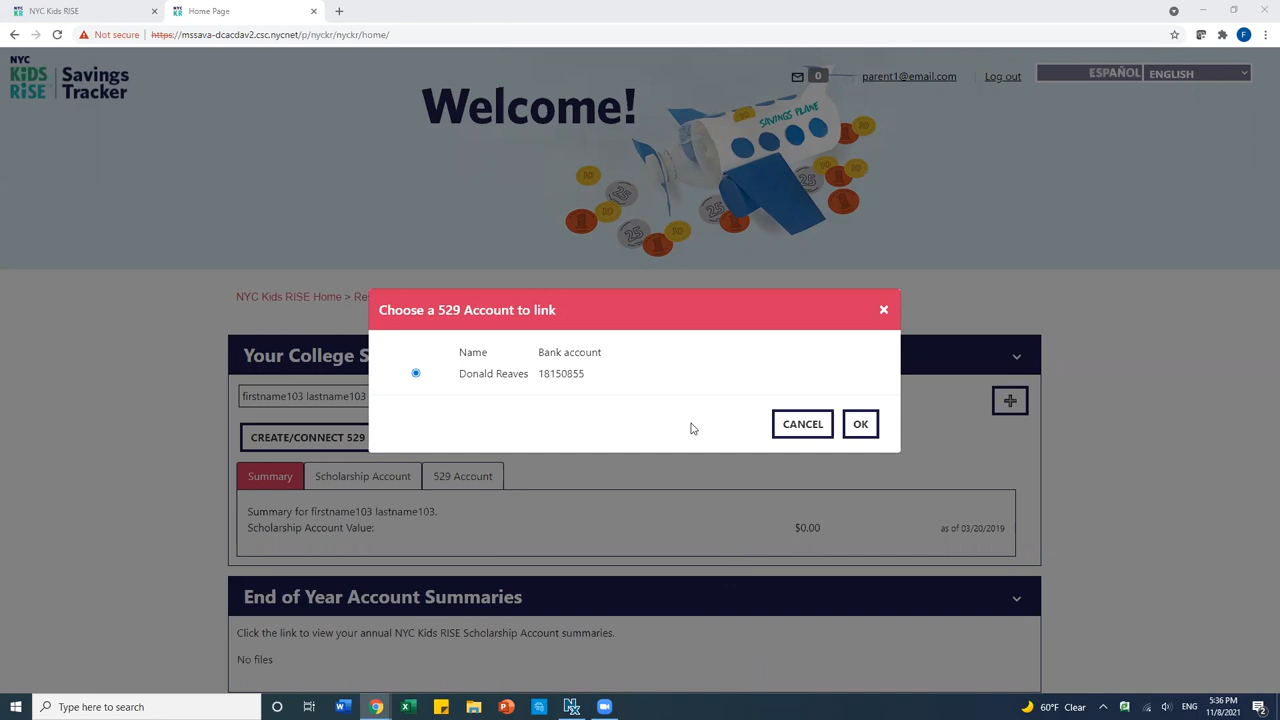 NYC Kids RISE
Home Page
Not secure
https://mssava-dcacdav2.csc.nycnet/p/nyckr/nyckr/home/
F
NYC
KiDS
RiSE
Savings
Tracker
Welcome!
SAVINGS PLANE
0
parent1@email.com
Log out
ESPAÑOL
ENGLISH
NYC Kids RISE Home > Re
Choose a 529 Account to link
Name Bank account
Donald Reaves 18150855
CANCEL
OK
Your College S
firstname103 lastname103
CREATE/CONNECT 529
Summary
Scholarship Account
529 Account
Summary for firstname103 lastname103.
Scholarship Account Value: $0.00 as of 03/20/2019
End of Year Account Summaries
Click the link to view your annual NYC Kids RISE Scholarship Account summaries.
No files
Type here to search
60°F Clear
ENG
5:36 PM
11/8/2021
2